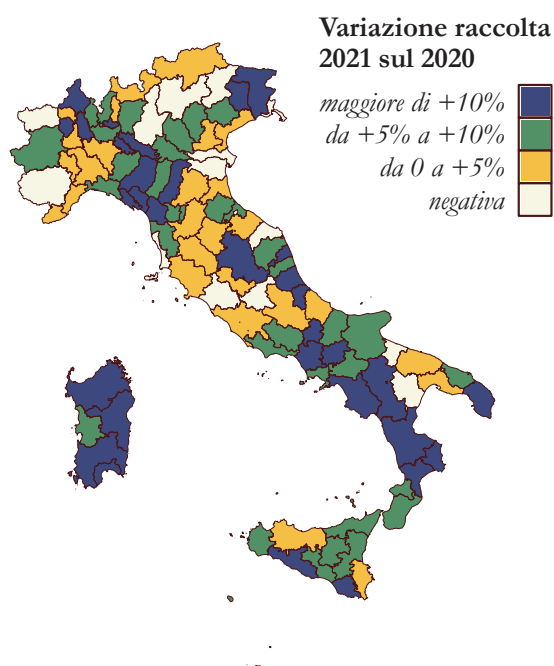 Variazione raccolta
2021 sul 2020
maggiore di +10%
da +5% a +10%
da 0 a +5%
negativa